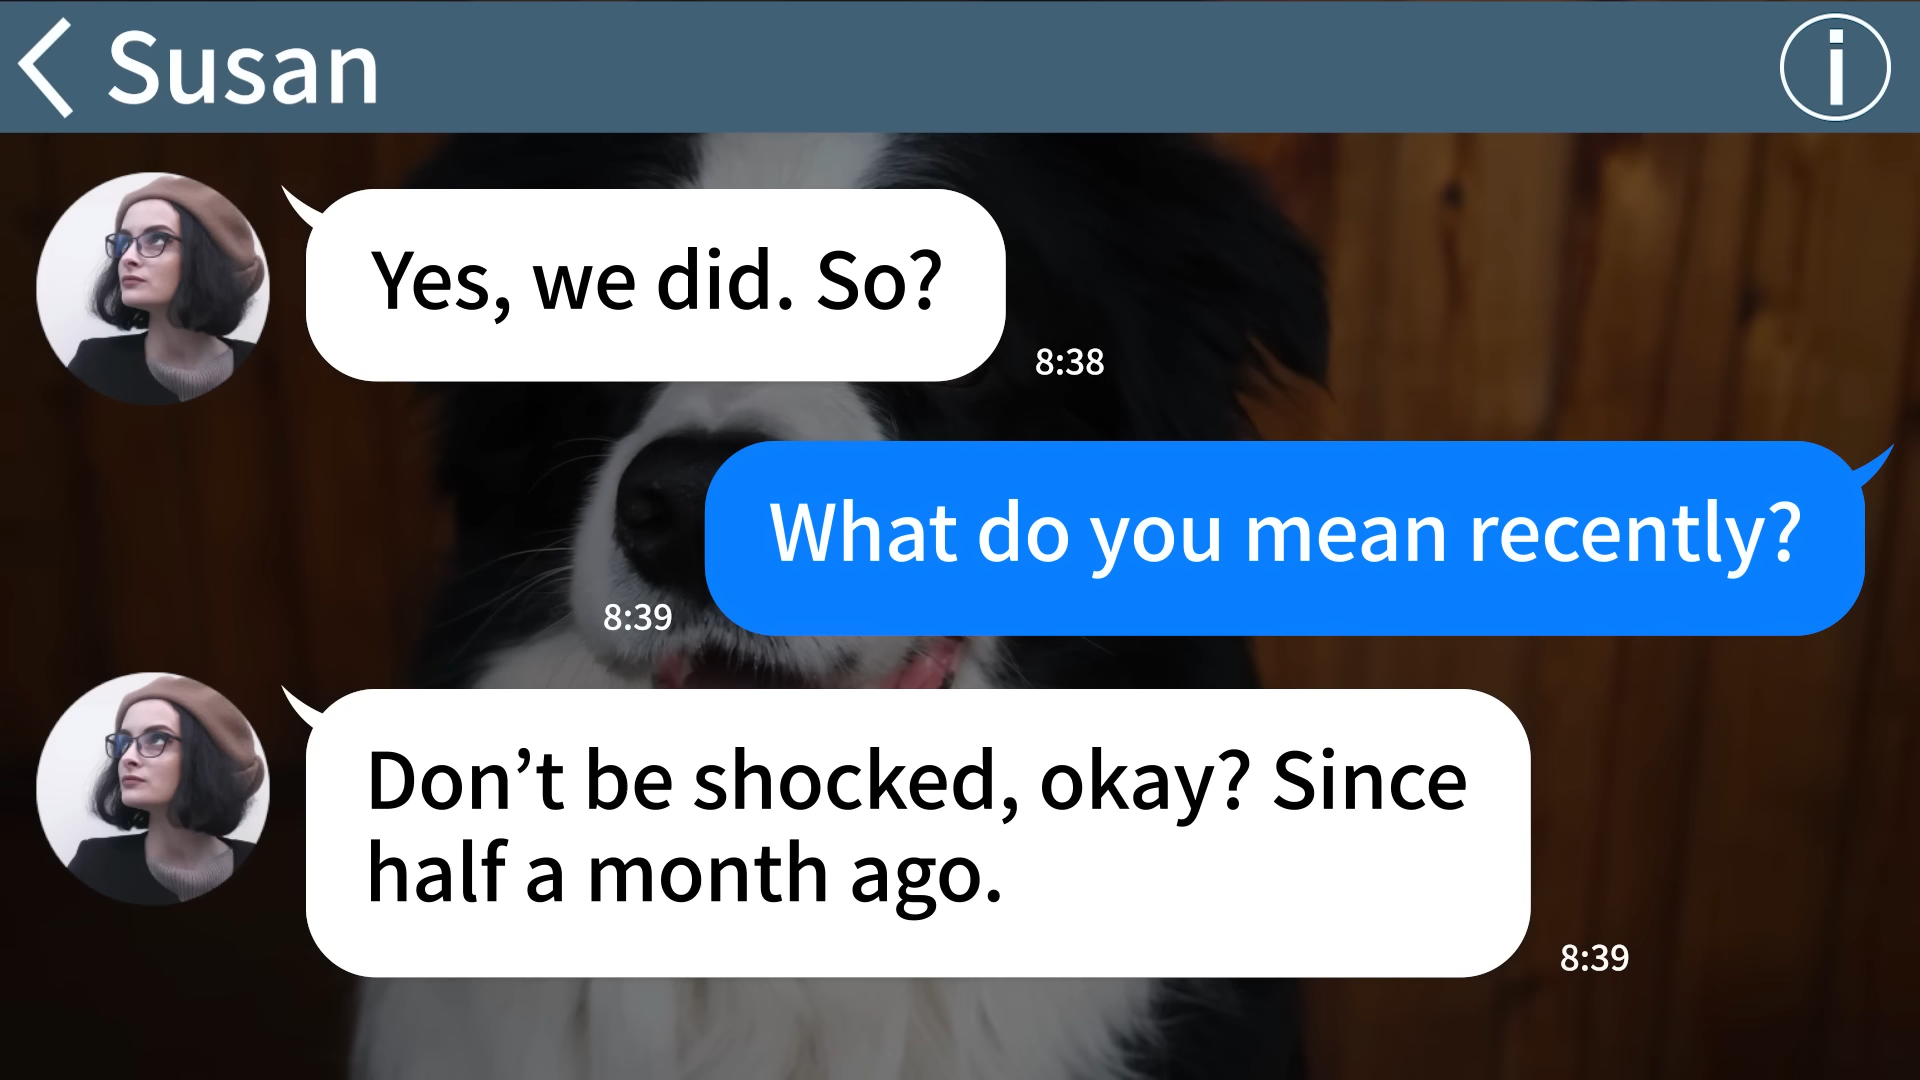 Susan
i
Yes, we did. So?
8:38
What do you mean recently?
8:39
Don’t be shocked, okay? Since
half a month ago.
8:39